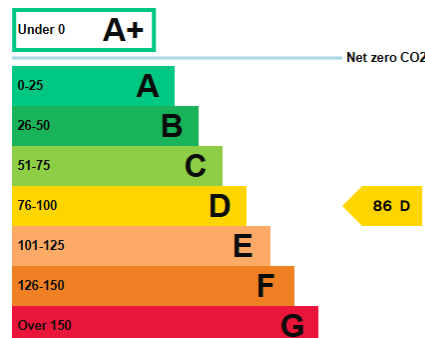 Under 0 A+
Net zero CO2
0-25 A
26-50 B
51-75 C
76-100 D
86 D
101-125 E
126-150 F
Over 150 G